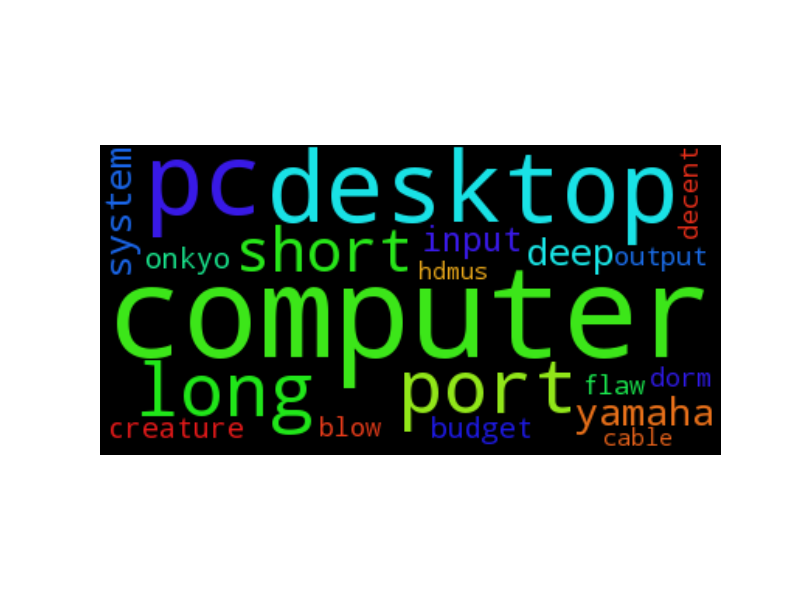 system
pc
desktop
decent
onkyo
short
input
hdmus
deep
output
computer
long
port
flaw
dorm
creature
blow
budget
yamaha
cable